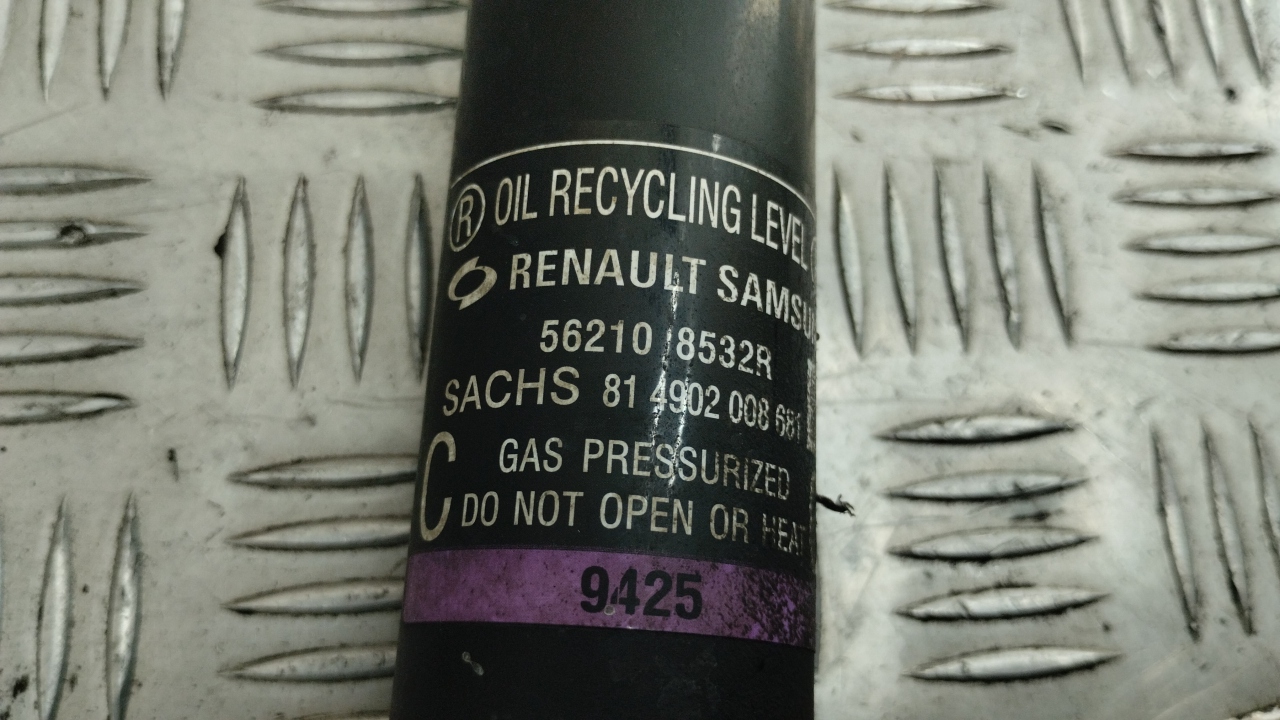 ® OIL RECYCLING LEVEL
RENAULT SAMSU
56210 8532R
SACHS 81 4902 008 681
C GAS PRESSURIZED
DO NOT OPEN OR HEAT
9425